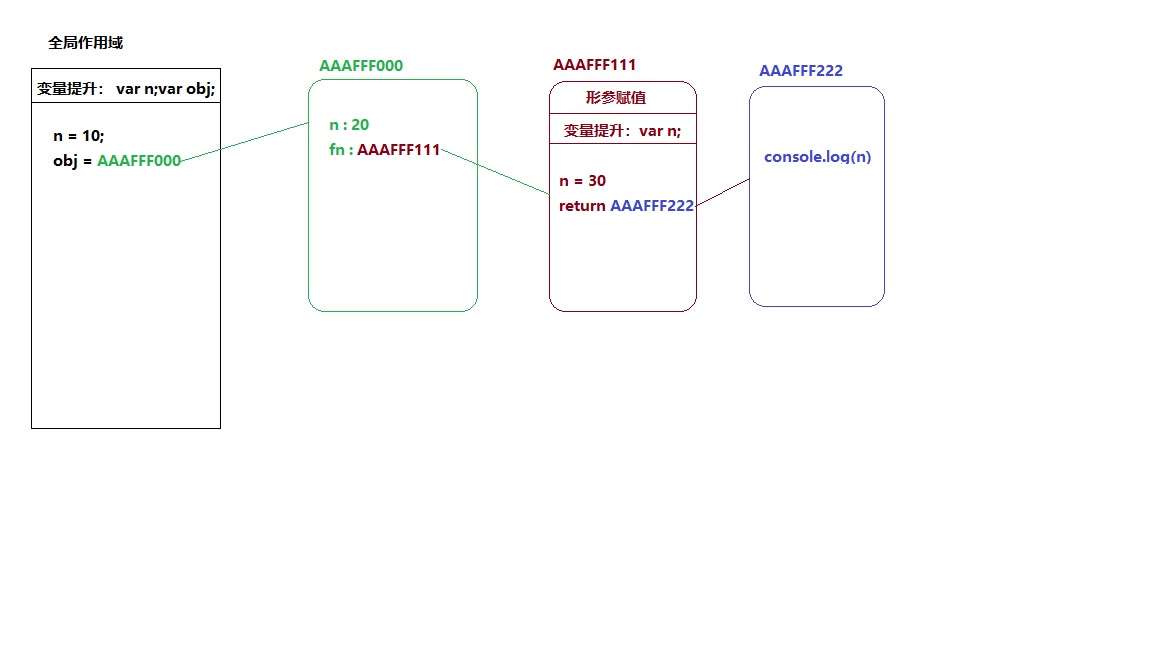 全局作用域
变量提升： var n;var obj;
n = 10;
obj = AAAFFF000
AAAFFF000
n : 20
fn : AAAFFF111
AAAFFF111
形参赋值
变量提升：var n;
n = 30
return AAAFFF222
AAAFFF222
console.log(n)